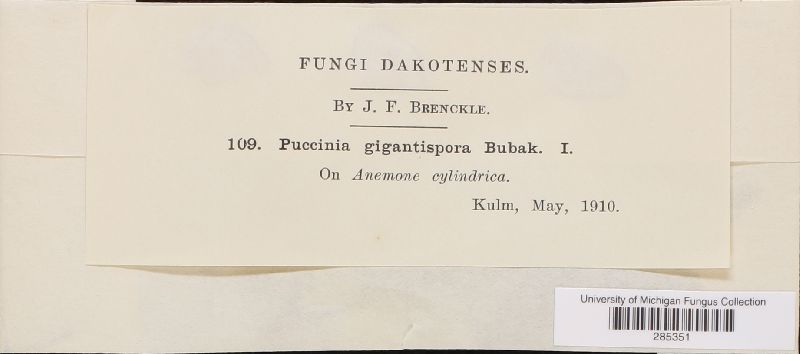 FUNGI DAKOTENSES.
BY J. F. BRENCKLE.
109. Puccinia gigantispora Bubak. I.
On Anemone cylindrica.
Kulm, May, 1910.
University of Michigan Fungus Collection
285351